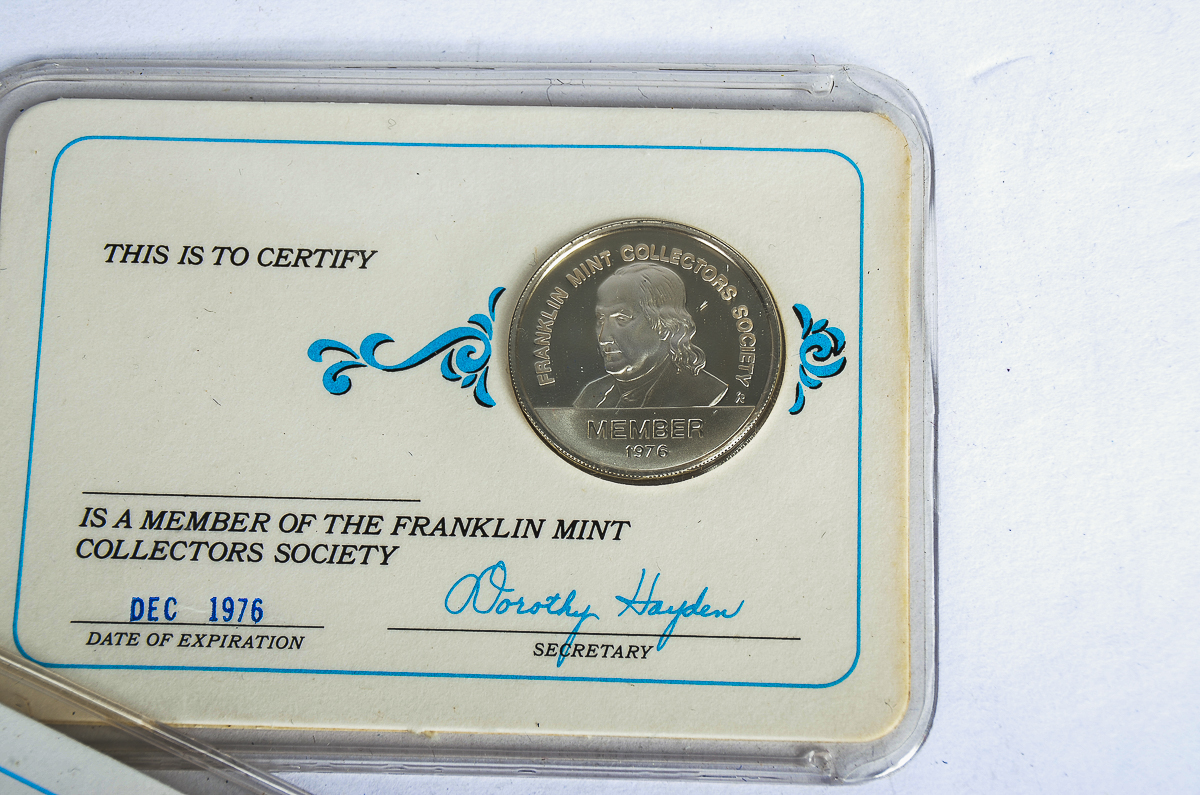 THIS IS TO CERTIFY
FRANKLIN MINT COLLECTORS SOCIETY
MEMBER
1976
IS A MEMBER OF THE FRANKLIN MINT
COLLECTORS SOCIETY
DEC 1976
DATE OF EXPIRATION
Dorothy Hayden
SECRETARY